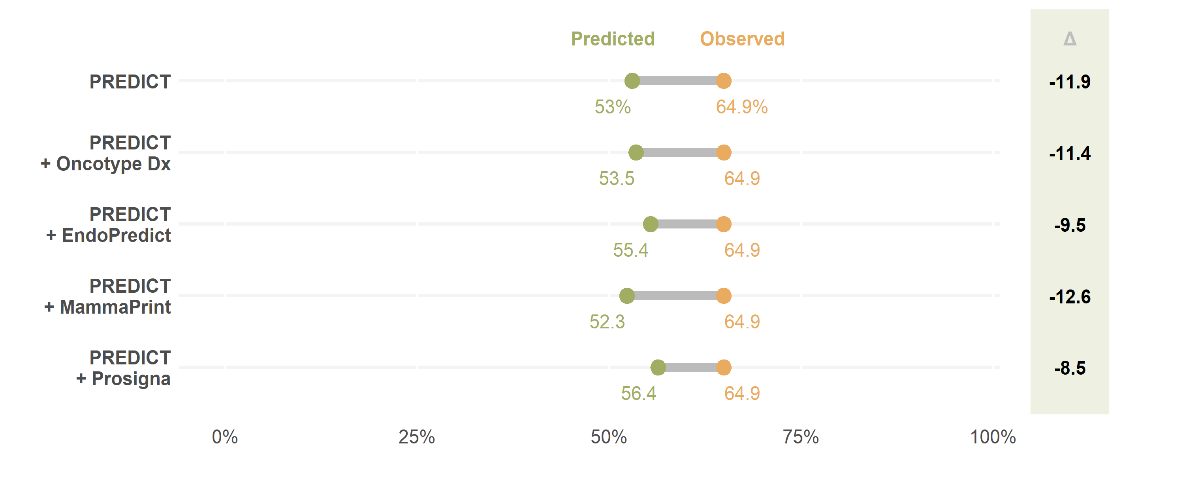 Predicted Observed Δ
PREDICT -11.9
53% 64.9%
PREDICT
+ Oncotype Dx -11.4
53.5 64.9
PREDICT
+ EndoPredict -9.5
55.4 64.9
PREDICT
+ MammaPrint -12.6
52.3 64.9
PREDICT
+ Prosigna -8.5
56.4 64.9
0% 25% 50% 75% 100%